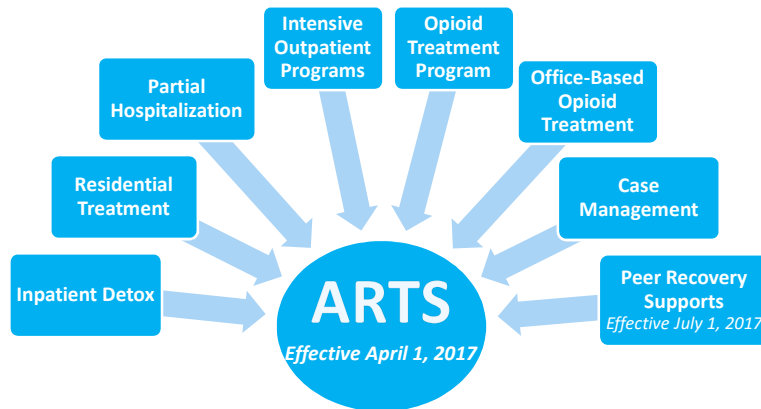 Intensive
Outpatient
Programs
Opioid
Treatment
Program
Partial
Hospitalization
Office-Based
Opioid
Treatment
Residential
Treatment
Case
Management
Inpatient Detox
Peer Recovery
Supports
Effective July 1, 2017
ARTS
Effective April 1, 2017